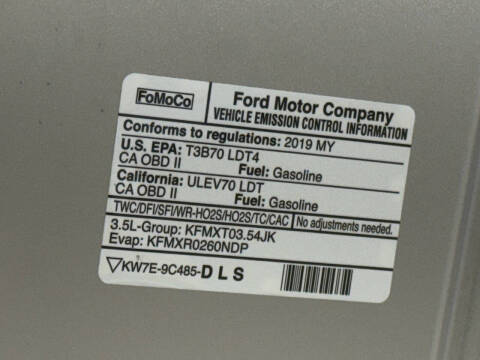 FoMoCo
Ford Motor Company
VEHICLE EMISSION CONTROL INFORMATION
Conforms to regulations: 2019 MY
U.S. EPA: T3B70 LDT4
CA OBD II Fuel: Gasoline
California: ULEV70 LDT
CA OBD II Fuel: Gasoline
TWC/DFI/SFI/WR-HO2S/HO2S/TC/CAC No adjustments needed.
3.5L-Group: KFMXT03.54JK
Evap: KFMXR0260NDP
KW7E-9C485-DLS